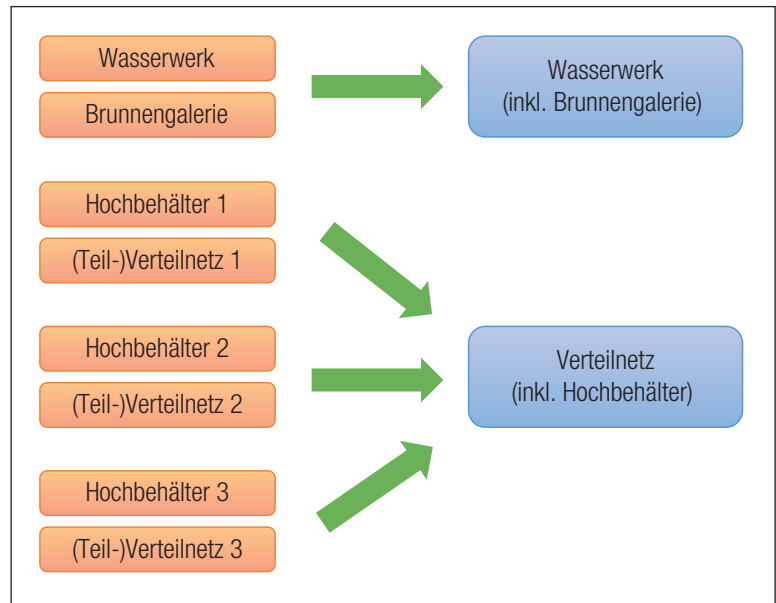 Wasserwerk
Brunnengalerie
Wasserwerk
(inkl. Brunnengalerie)
Hochbehälter 1
(Teil-)Verteilnetz 1
Hochbehälter 2
(Teil-)Verteilnetz 2
Hochbehälter 3
(Teil-)Verteilnetz 3
Verteilnetz
(inkl. Hochbehälter)